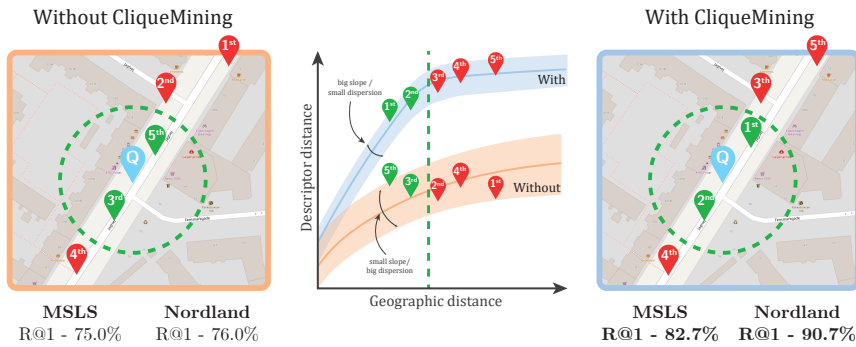 Without CliqueMining
1st
2nd
5th
Q
3rd
4th
MSLS
Nordland
R@1 - 75.0%
R@1 - 76.0%
Descriptor distance
big slope /
small dispersion
1st
2nd
3rd
4th
5th
With
5th
3rd
2nd
4th
1st
Without
small slope/
big dispersion
Geographic distance
With CliqueMining
5th
3th
1st
Q
2nd
4th
MSLS
Nordland
R@1 - 82.7%
R@1 - 90.7%